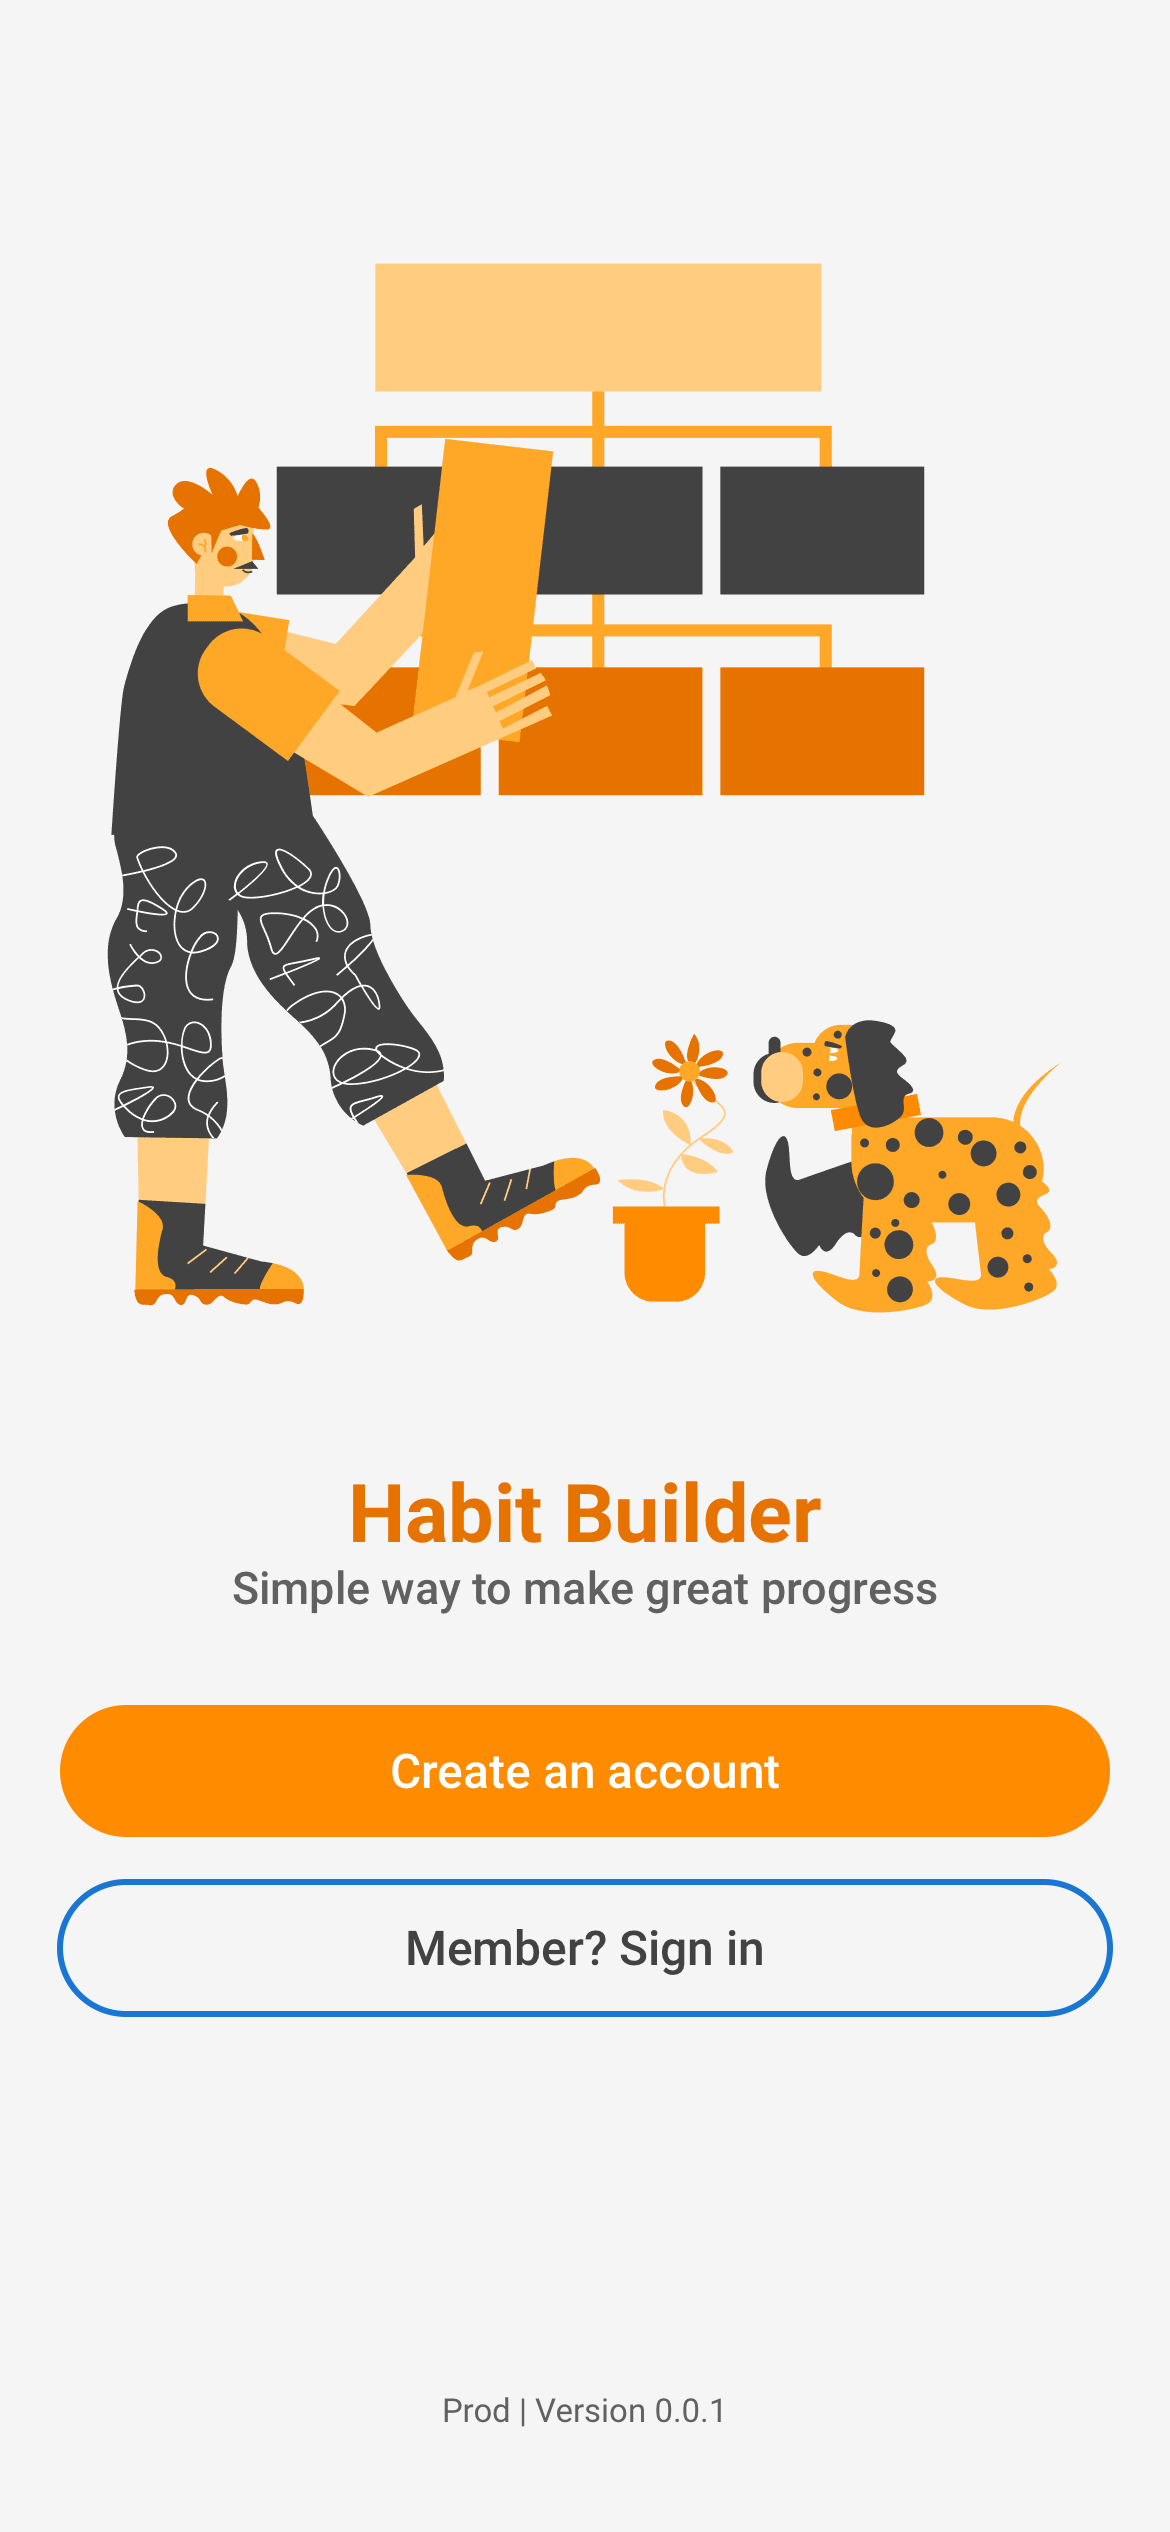 Habit Builder
Simple way to make great progress
Create an account
Member? Sign in
Prod | Version 0.0.1